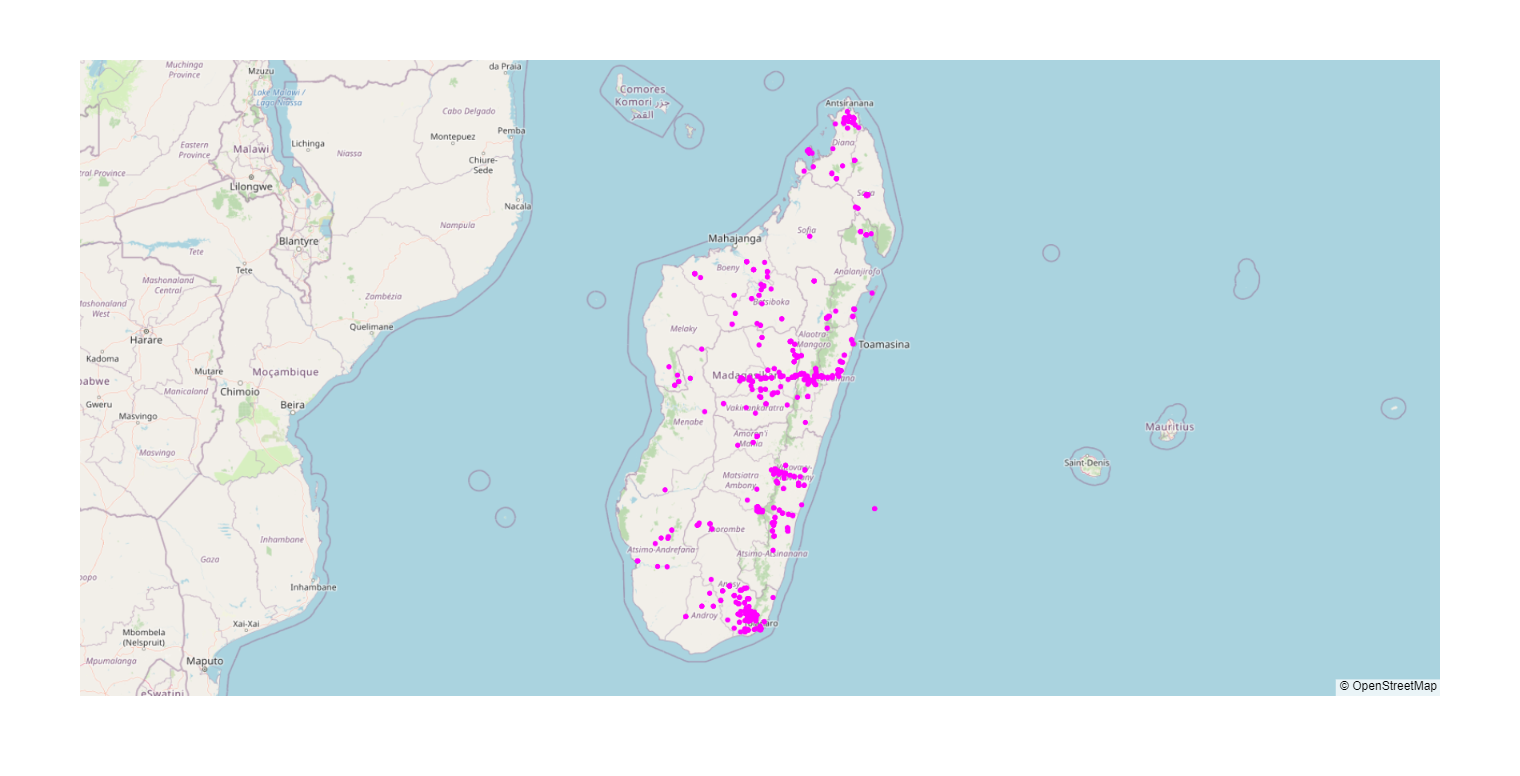 Muchinga
Province
Mzuzu
da Praia
Lake Malawi /
Lago Niassa
Comores
Komori جزر
القمر
Antsiranana
Cabo Delgado
Montepuez
Pemba
Eastern
Province
Malawi
Lichinga
Niassa
Chiure-
Sede
Diana
tral Province
Lilongwe
Nacala
Sava
Nampula
Blantyre
Mahajanga
Sofia
Tete
Tete
Boeny
Analanjirofo
Mashonaland
Central
Zambézia
Mashonaland
West
Betsiboka
Quelimane
Melaky
Harare
Alaotra
Mangoro
Toamasina
Kadoma
Mutare
Moçambique
babwe
Manicaland
Chimoio
Gweru
Masvingo
Beira
Vakinankaratra
Menabe
Mauritius
Amoron'i
Mania
Masvingo
Saint-Denis
Matsiatra
Ambony
Inhambane
Atsimo-Andrefana
Atsimo-Atsinanana
Gaza
Inhambane
Anosy
Androy
Xai-Xai
Mbombela
(Nelspruit)
Mpumalanga
Maputo
eSwatini
© OpenStreetMap